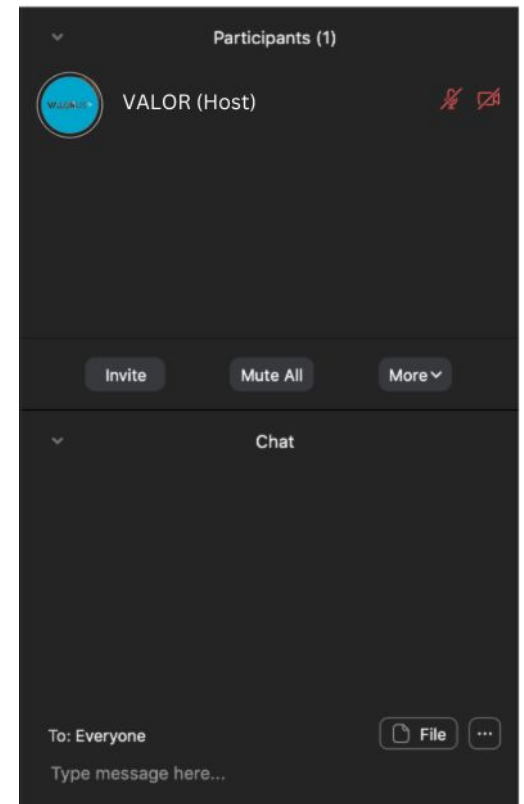 Participants (1)
VALOR (Host)
Invite
Mute All
More
Chat
To: Everyone
File
Type message here...